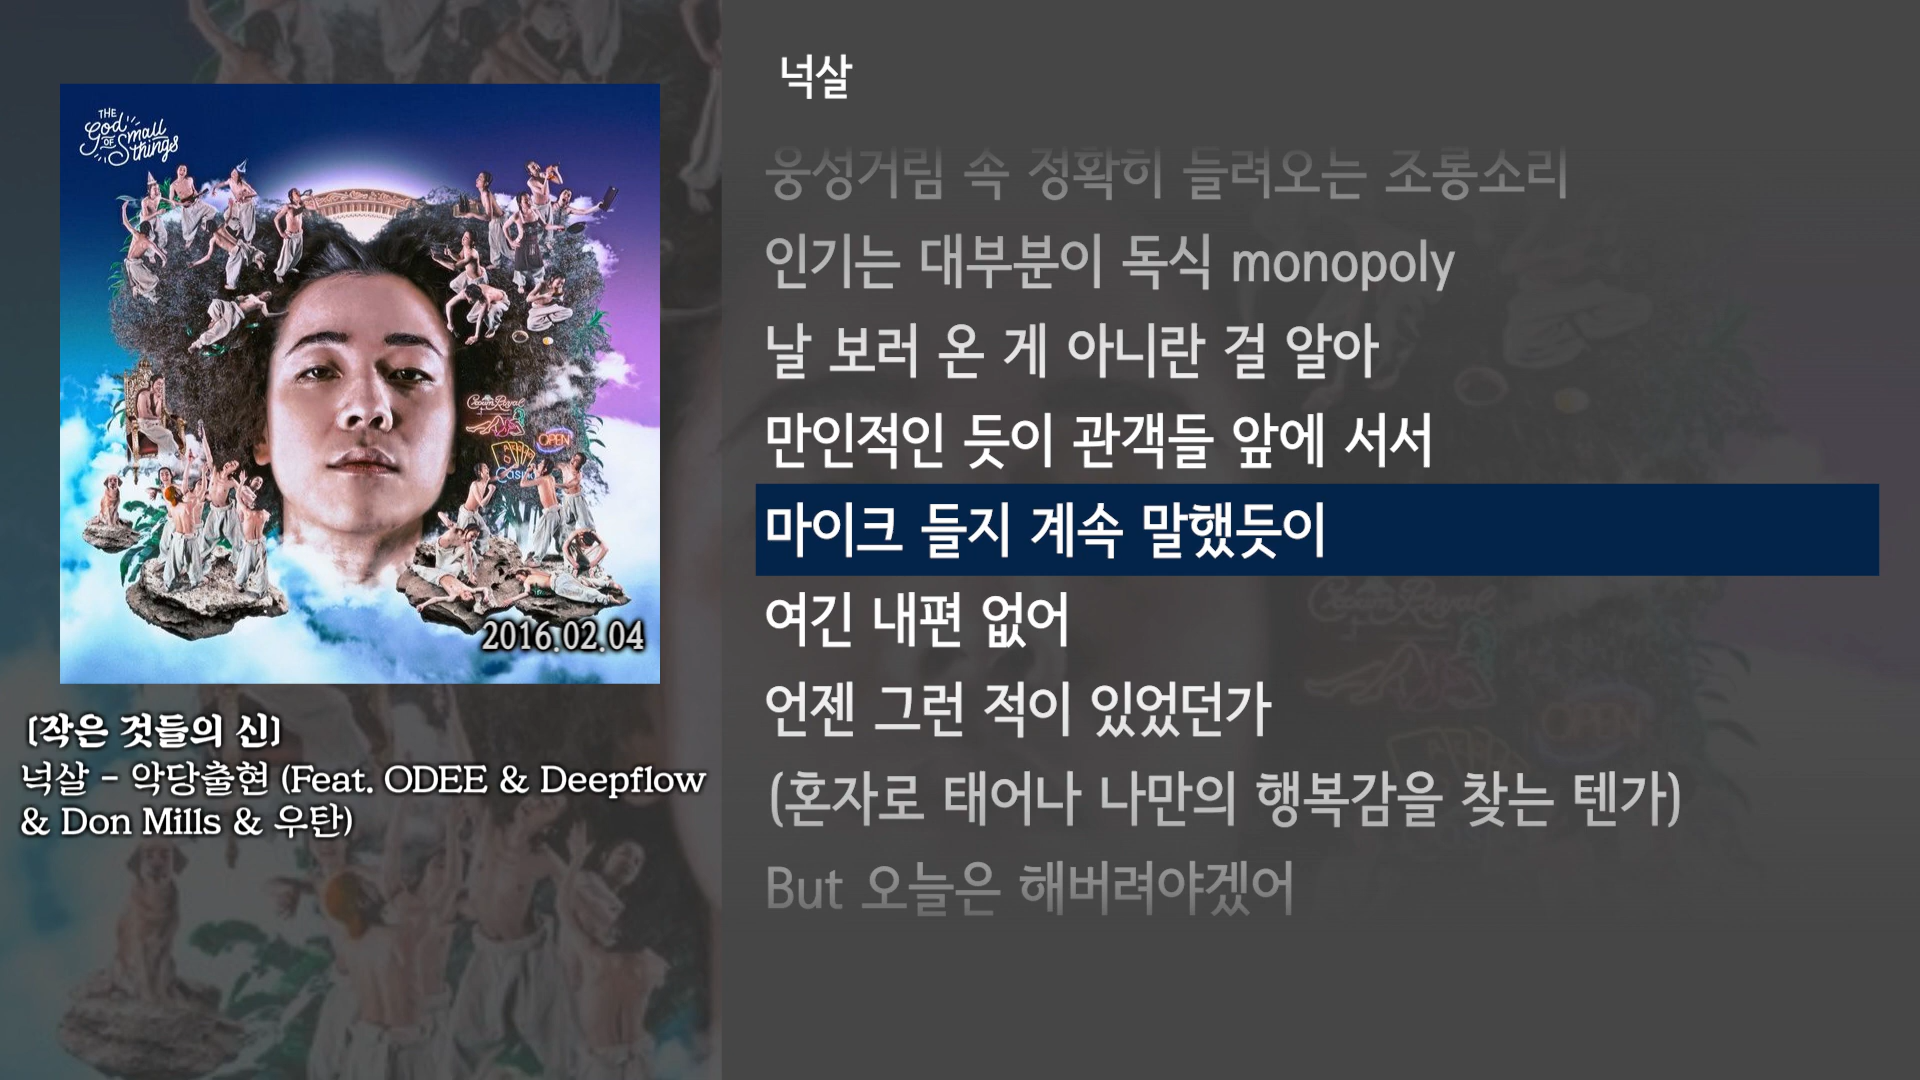 THE
God OF Small
things
Crown Royal
OPEN
Casino
2016.02.04
[작은 것들의 신]
넉살 - 악당출현 (Feat. ODEE & Deepflow
& Don Mills & 우탄)
넉살
웅성거림 속 정확히 들려오는 조롱소리
인기는 대부분이 독식 monopoly
날 보러 온 게 아니란 걸 알아
만인적인 듯이 관객들 앞에 서서
마이크 들지 계속 말했듯이
여긴 내편 없어
언젠 그런 적이 있었던가
(혼자로 태어나 나만의 행복감을 찾는 텐가)
But 오늘은 해버려야겠어